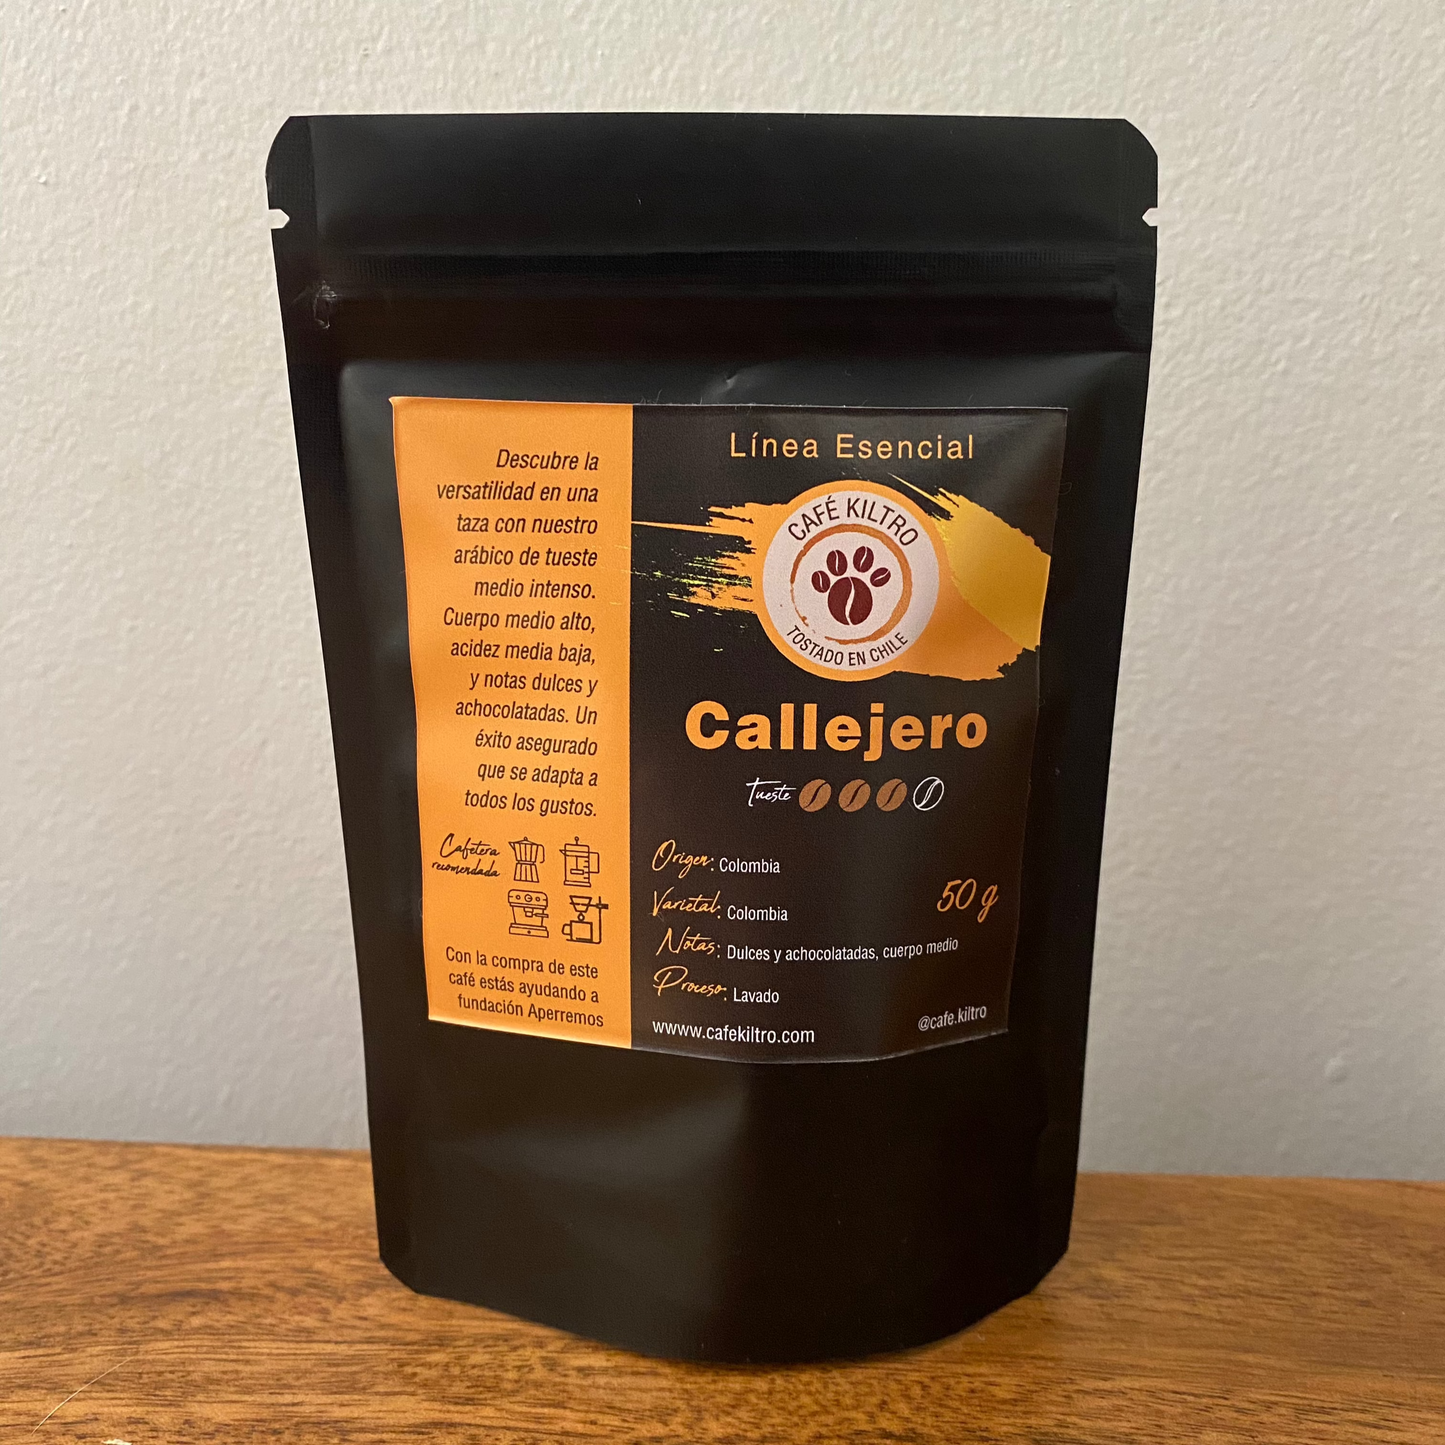 Descubre la
versatilidad en una
taza con nuestro
arábico de tueste
medio intenso.
Cuerpo medio alto,
acidez media baja,
y notas dulces y
achocolatadas. Un
éxito asegurado
que se adapta a
todos los gustos.
Cafetera
recomendada
Con la compra de este
café estás ayudando a
fundación Aperremos
Línea Esencial
CAFÉ KILTRO
TOSTADO EN CHILE
Callejero
Tueste
Origen: Colombia
Varietal: Colombia
50 g
Notas: Dulces y achocolatadas, cuerpo medio
Proceso: Lavado
wwww.cafekiltro.com
@cafe.kiltro